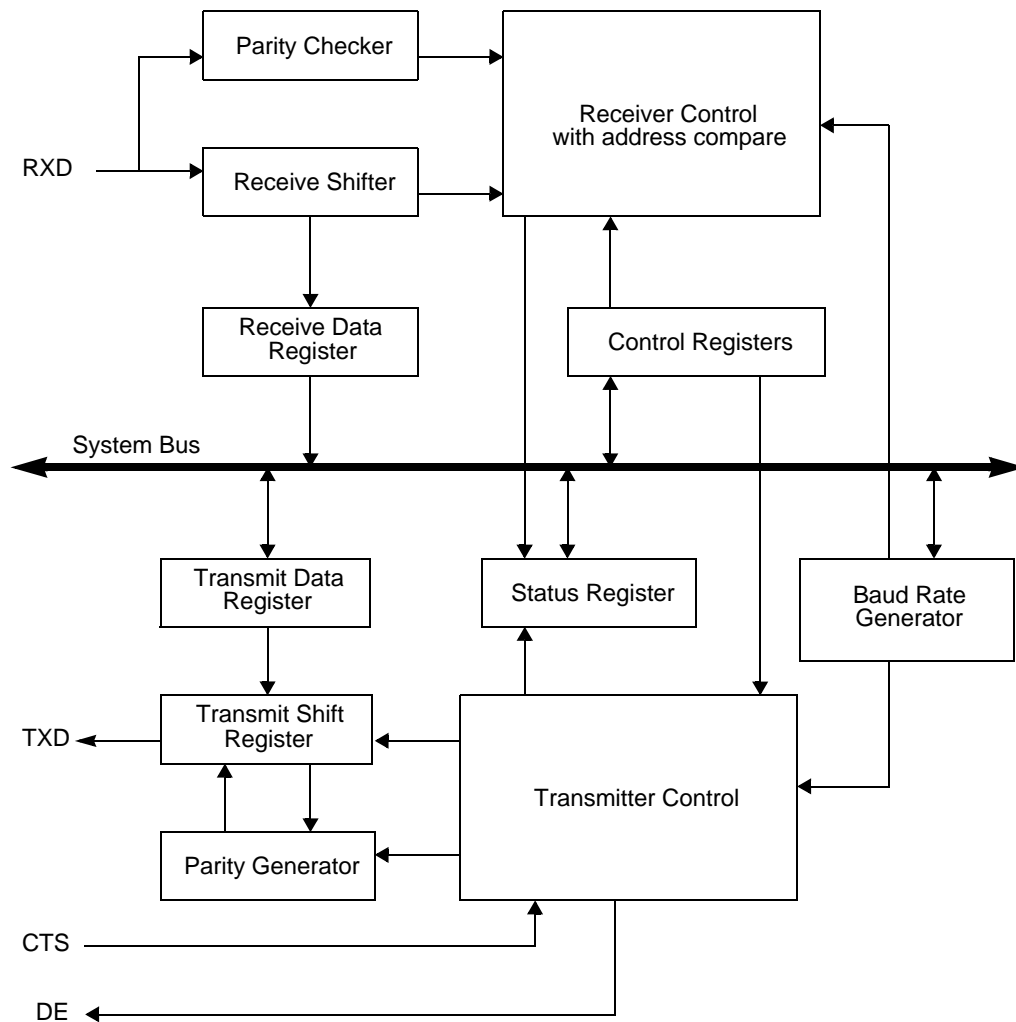 Parity Checker
Receiver Control
with address compare
RXD
Receive Shifter
Receive Data
Register
Control Registers
System Bus
Transmit Data
Register
Status Register
Baud Rate
Generator
Transmit Shift
Register
TXD
Transmitter Control
Parity Generator
CTS
DE